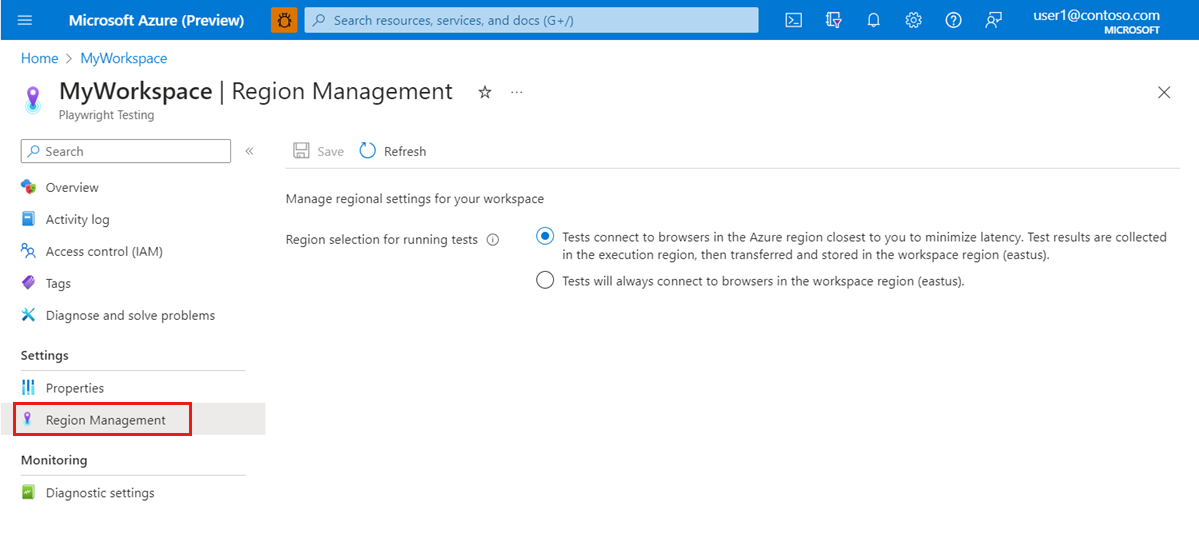 Microsoft Azure (Preview)
Search resources, services, and docs (G+/)
user1@contoso.com
MICROSOFT
Home > MyWorkspace
MyWorkspace | Region Management
...
Playwright Testing
Search
«
Save
Refresh
Overview
Activity log
Access control (IAM)
Tags
Diagnose and solve problems
Settings
Properties
Region Management
Monitoring
Diagnostic settings
Manage regional settings for your workspace
Region selection for running tests
Tests connect to browsers in the Azure region closest to you to minimize latency. Test results are collected
in the execution region, then transferred and stored in the workspace region (eastus).
Tests will always connect to browsers in the workspace region (eastus).